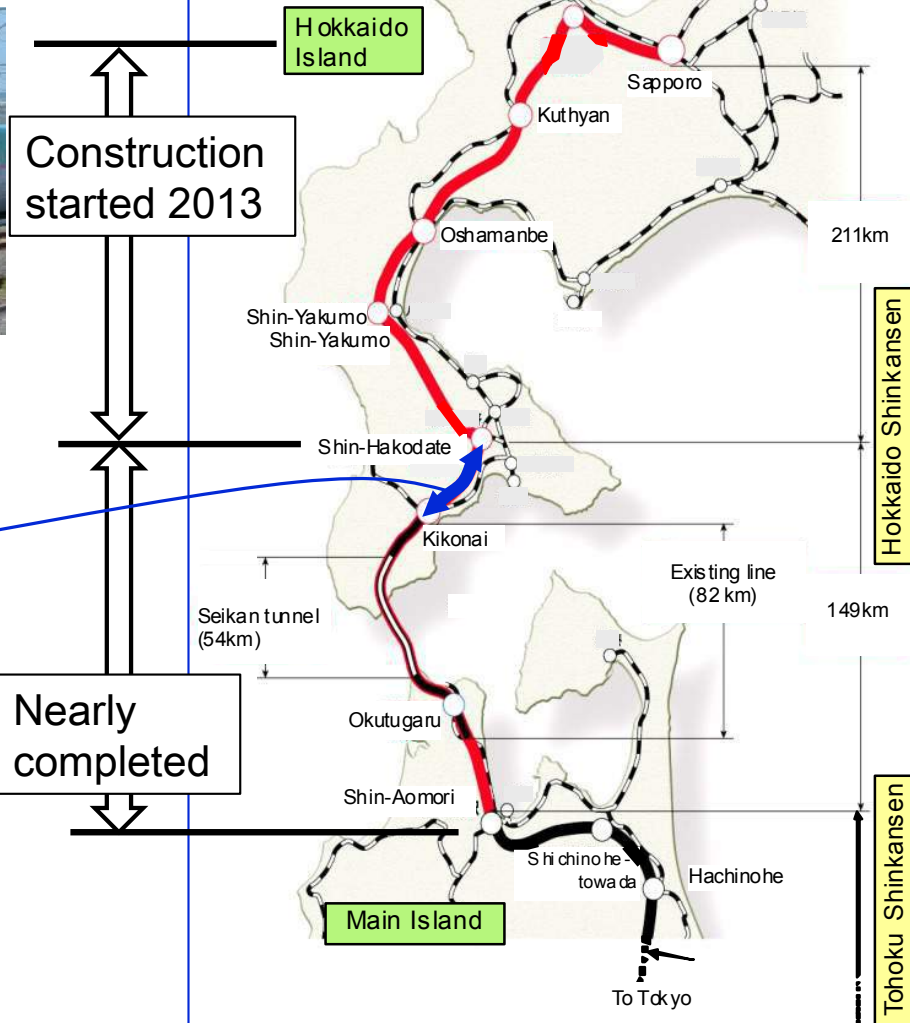 Hokkaido
Island
Sapporo
Construction
started 2013
Kuthyan
Oshamanbe
211km
Shin-Yakumo
Shin-Yakumo
Hokkaido Shinkansen
Shin-Hakodate
Kikonai
Existing line
(82 km)
Seikan tunnel
(54km)
149km
Nearly
completed
Okutugaru
Shin-Aomori
Shichinohe-
towada
Hachinohe
Tohoku Shinkansen
Main Island
To Tokyo